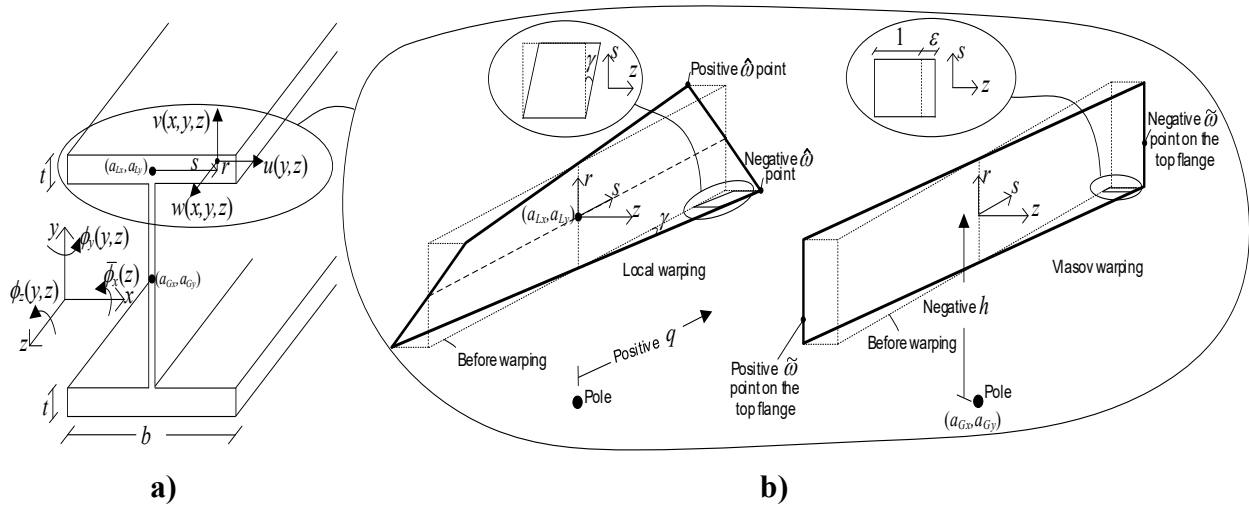 v(x,y,z)
(a_Lx, a_Ly)
s
r
u(y,z)
t
w(x,y,z)
y
ϕ_y(y,z)
ϕ̄_x(z)
(a_Gx, a_Gy)
x
ϕ_z(y,z)
z
t
b
a)
γ
s
z
Positive ω̂ point
Negative ω̂
point
r
s
(a_Lx, a_Ly)
z
γ
Local warping
Before warping
Positive q
Pole
1
ε
s
z
Negative ω̃
point on the
top flange
r
s
z
Vlasov warping
Negative h
Before warping
Positive ω̃
point on the
top flange
Pole
(a_Gx, a_Gy)
b)